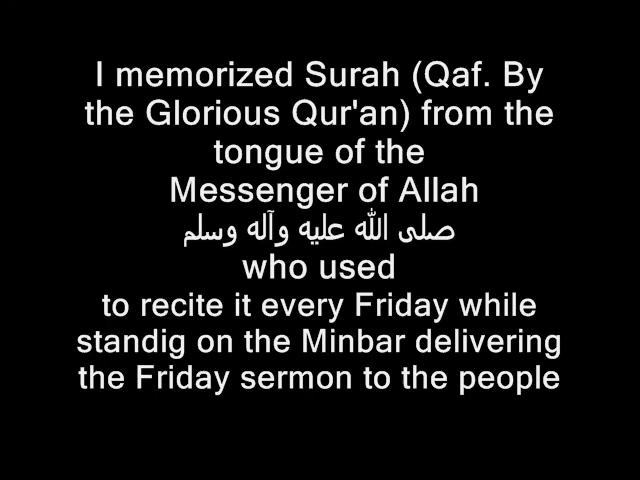 I memorized Surah (Qaf. By
the Glorious Qur'an) from the
tongue of the
Messenger of Allah
صلى الله عليه وآله وسلم
who used
to recite it every Friday while
standig on the Minbar delivering
the Friday sermon to the people